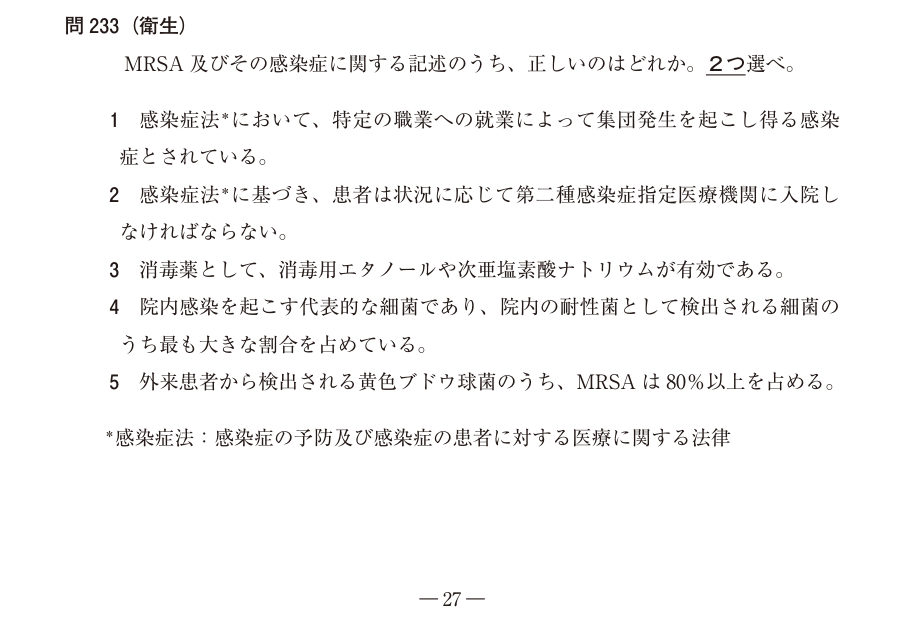 問 233（衛生）
MRSA 及びその感染症に関する記述のうち、正しいのはどれか。２つ選べ。
1　感染症法*において、特定の職業への就業によって集団発生を起こし得る感染
症とされている。
2　感染症法*に基づき、患者は状況に応じて第二種感染症指定医療機関に入院し
なければならない。
3　消毒薬として、消毒用エタノールや次亜塩素酸ナトリウムが有効である。
4　院内感染を起こす代表的な細菌であり、院内の耐性菌として検出される細菌の
うち最も大きな割合を占めている。
5　外来患者から検出される黄色ブドウ球菌のうち、MRSA は 80％以上を占める。
*感染症法：感染症の予防及び感染症の患者に対する医療に関する法律
― 27 ―